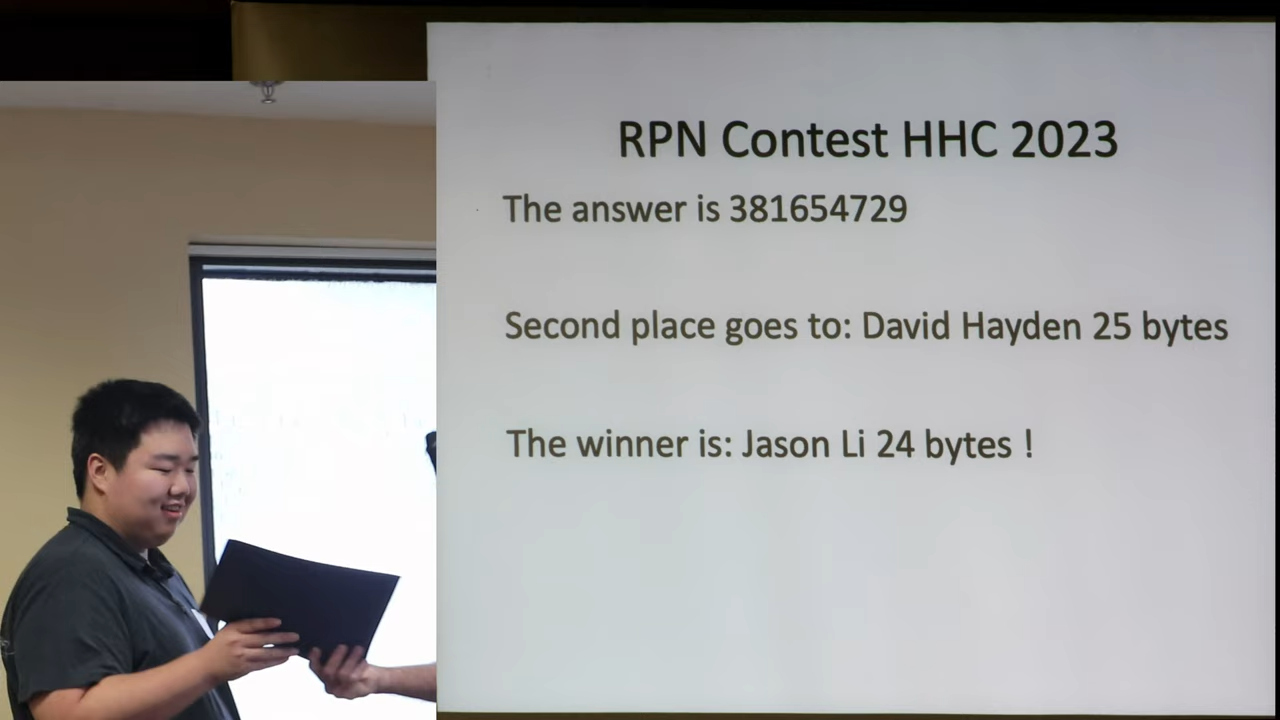 RPN Contest HHC 2023
The answer is 381654729
Second place goes to: David Hayden 25 bytes
The winner is: Jason Li 24 bytes !